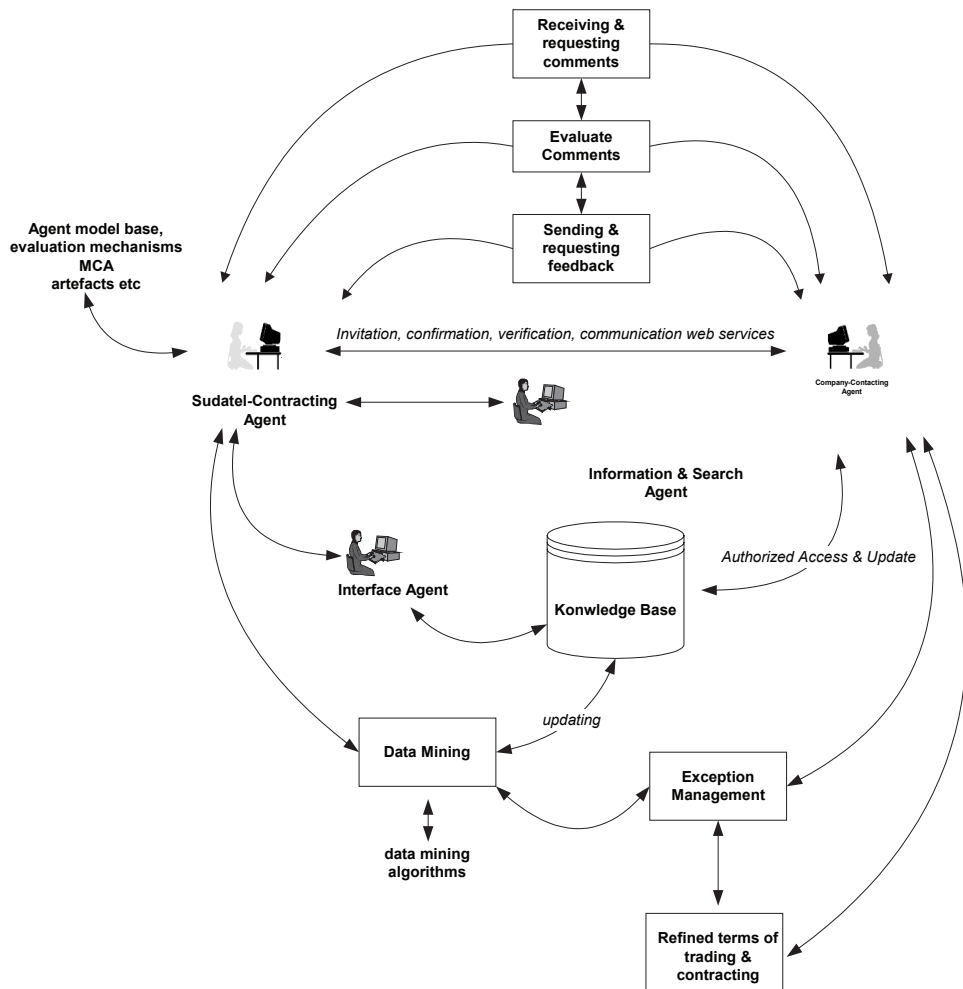 Receiving &
requesting
comments
Evaluate
Comments
Sending &
requesting
feedback
Agent model base,
evaluation mechanisms
MCA
artefacts etc
Invitation, confirmation, verification, communication web services
Company-Contacting
Agent
Sudatel-Contracting
Agent
Information & Search
Agent
Authorized Access & Update
Interface Agent
Konwledge Base
updating
Data Mining
Exception
Management
data mining
algorithms
Refined terms of
trading &
contracting